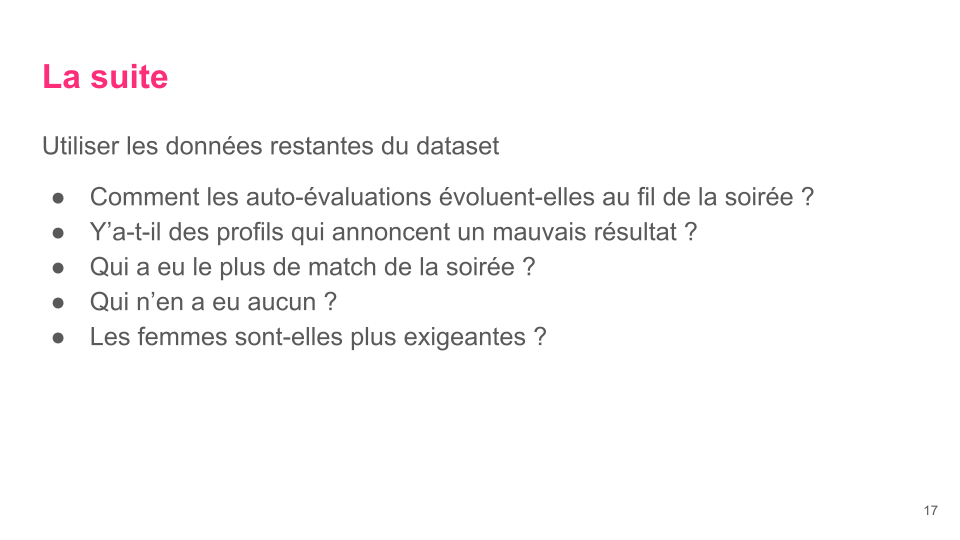 La suite
Utiliser les données restantes du dataset
● Comment les auto-évaluations évoluent-elles au fil de la soirée ?
● Y’a-t-il des profils qui annoncent un mauvais résultat ?
● Qui a eu le plus de match de la soirée ?
● Qui n’en a eu aucun ?
● Les femmes sont-elles plus exigeantes ?
17